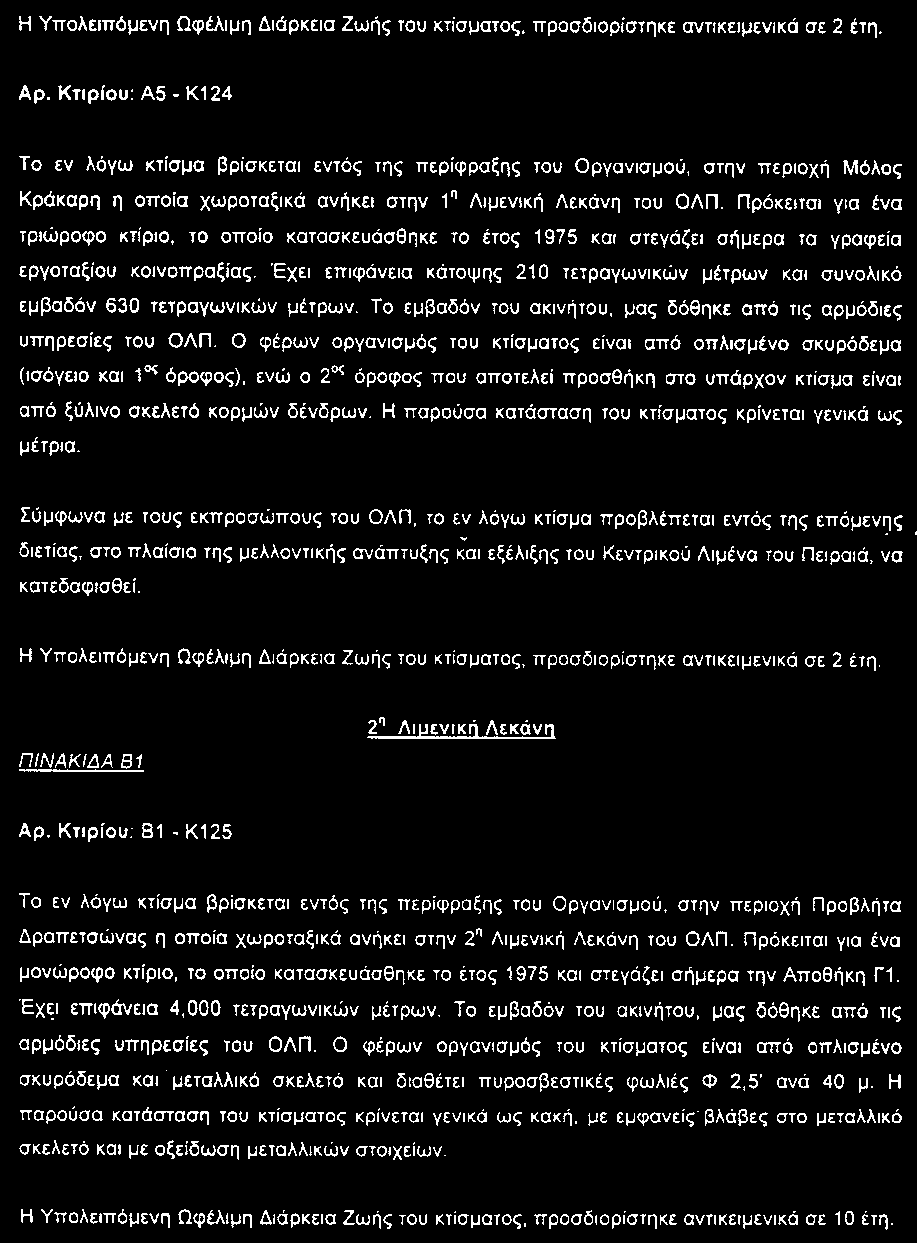 Η Υπολειπόμενη Ωφέλιμη Διάρκεια Ζωής του κτίσματος, προσδιορίστηκε αντικειμενικά σε 2 έτη.
Αρ. Κτιρίου: Α5 - Κ124
Το εν λόγω κτίσμα βρίσκεται εντός της περίφραξης του Οργανισμού, στην περιοχή Μόλος
Κράκαρη η οποία χωροταξικά ανήκει στην 1η Λιμενική Λεκάνη του ΟΛΠ. Πρόκειται για ένα
τριώροφο κτίριο, το οποίο κατασκευάσθηκε το έτος 1975 και στεγάζει σήμερα τα γραφεία
εργοταξίου κοινοπραξίας. Έχει επιφάνεια κάτοψης 210 τετραγωνικών μέτρων και συνολικό
εμβαδόν 630 τετραγωνικών μέτρων. Το εμβαδόν του ακινήτου, μας δόθηκε από τις αρμόδιες
υπηρεσίες του ΟΛΠ. Ο φέρων οργανισμός του κτίσματος είναι από οπλισμένο σκυρόδεμα
(ισόγειο και 1ος όροφος), ενώ ο 2ος όροφος που αποτελεί προσθήκη στο υπάρχον κτίσμα είναι
από ξύλινο σκελετό κορμών δένδρων. Η παρούσα κατάσταση του κτίσματος κρίνεται γενικά ως
μέτρια.
Σύμφωνα με τους εκπροσώπους του ΟΛΠ, το εν λόγω κτίσμα προβλέπεται εντός της επόμενης
διετίας, στο πλαίσιο της μελλοντικής ανάπτυξης και εξέλιξης του Κεντρικού Λιμένα του Πειραιά, να
κατεδαφισθεί.
Η Υπολειπόμενη Ωφέλιμη Διάρκεια Ζωής του κτίσματος, προσδιορίστηκε αντικειμενικά σε 2 έτη.
2η Λιμενική Λεκάνη
ΠΙΝΑΚΙΔΑ Β1
Αρ. Κτιρίου: Β1 - Κ125
Το εν λόγω κτίσμα βρίσκεται εντός της περίφραξης του Οργανισμού, στην περιοχή Προβλήτα
Δραπετσώνας η οποία χωροταξικά ανήκει στην 2η Λιμενική Λεκάνη του ΟΛΠ. Πρόκειται για ένα
μονώροφο κτίριο, το οποίο κατασκευάσθηκε το έτος 1975 και στεγάζει σήμερα την Αποθήκη Γ1.
Έχει επιφάνεια 4,000 τετραγωνικών μέτρων. Το εμβαδόν του ακινήτου, μας δόθηκε από τις
αρμόδιες υπηρεσίες του ΟΛΠ. Ο φέρων οργανισμός του κτίσματος είναι από οπλισμένο
σκυρόδεμα και μεταλλικό σκελετό και διαθέτει πυροσβεστικές φωλιές Φ 2,5' ανά 40 μ. Η
παρούσα κατάσταση του κτίσματος κρίνεται γενικά ως κακή, με εμφανείς βλάβες στο μεταλλικό
σκελετό και με οξείδωση μεταλλικών στοιχείων.
Η Υπολειπόμενη Ωφέλιμη Διάρκεια Ζωής του κτίσματος, προσδιορίστηκε αντικειμενικά σε 10 έτη.